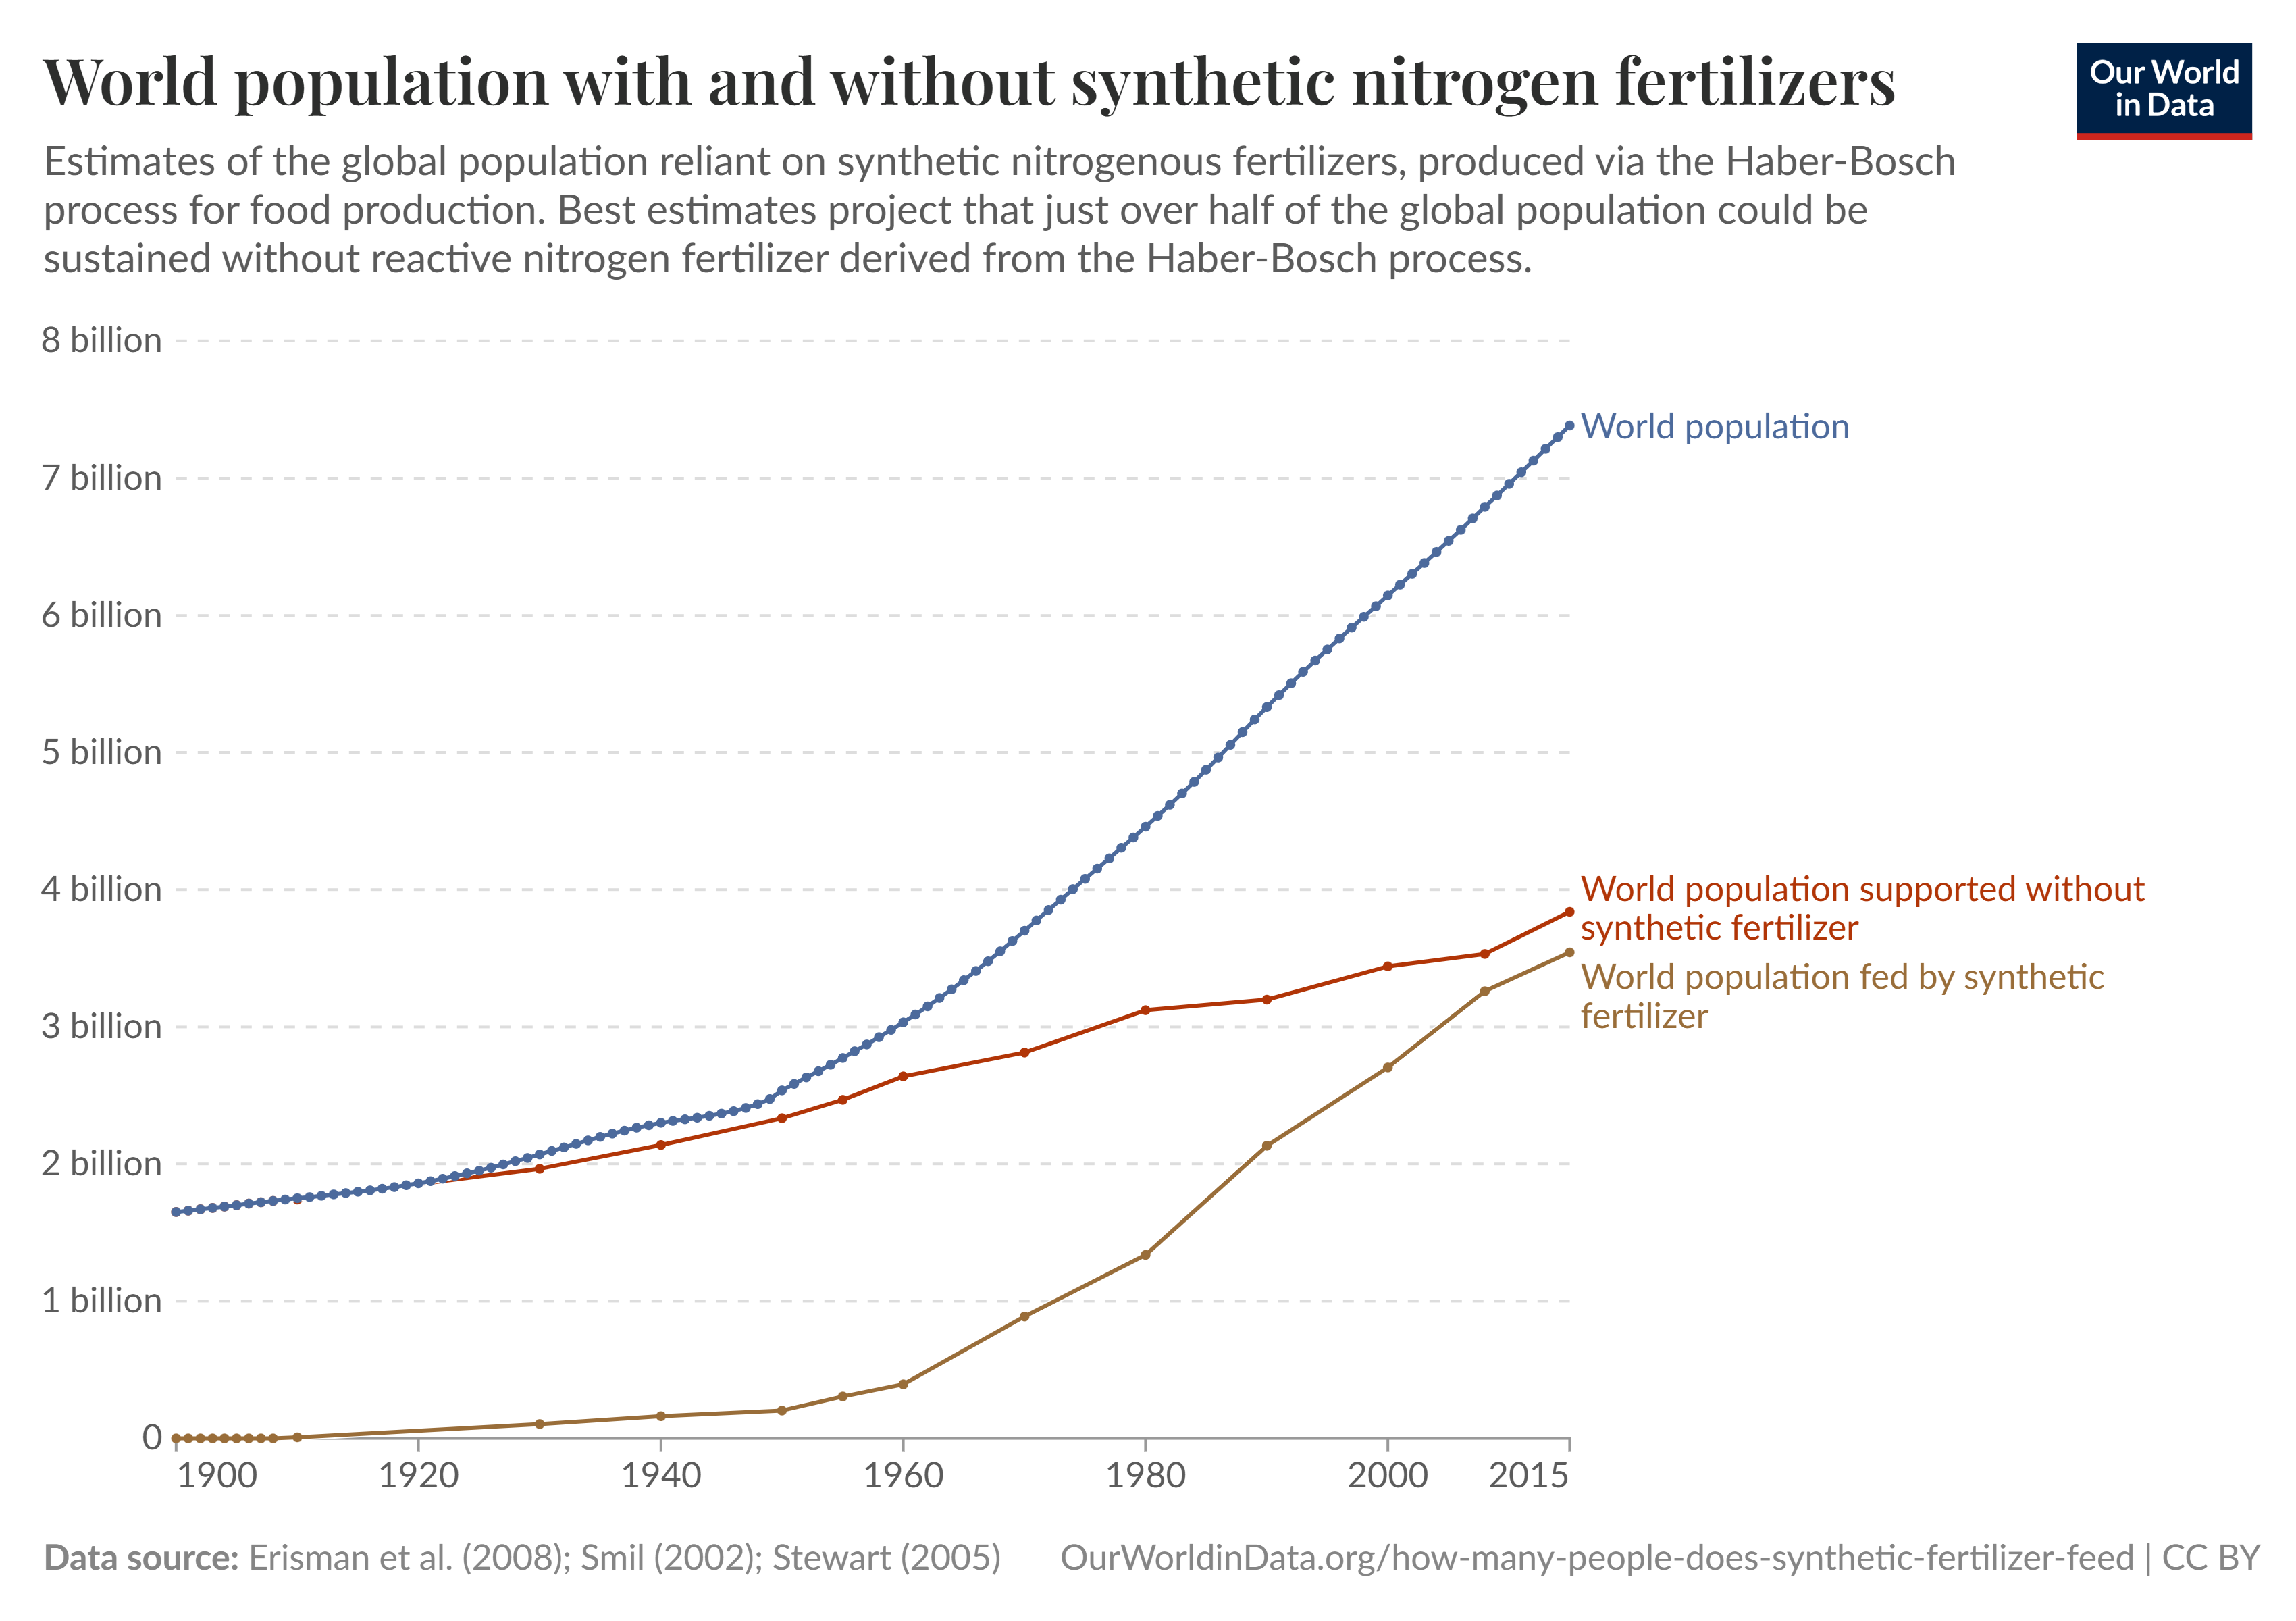 World population with and without synthetic nitrogen fertilizers
Our World
in Data
Estimates of the global population reliant on synthetic nitrogenous fertilizers, produced via the Haber-Bosch
process for food production. Best estimates project that just over half of the global population could be
sustained without reactive nitrogen fertilizer derived from the Haber-Bosch process.
8 billion
World population
7 billion
6 billion
5 billion
4 billion
World population supported without
synthetic fertilizer
World population fed by synthetic
fertilizer
3 billion
2 billion
1 billion
0
1900 1920 1940 1960 1980 2000 2015
Data source: Erisman et al. (2008); Smil (2002); Stewart (2005) OurWorldinData.org/how-many-people-does-synthetic-fertilizer-feed | CC BY